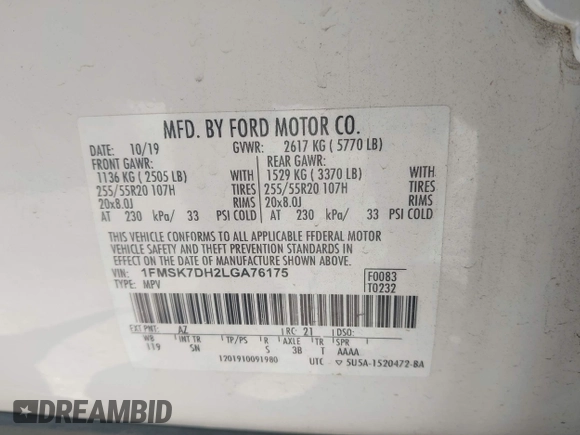 MFD. BY FORD MOTOR CO.
DATE: 10/19 GVWR: 2617 KG ( 5770 LB)
FRONT GAWR: REAR GAWR:
1136 KG ( 2505 LB) WITH 1529 KG ( 3370 LB) WITH
255/55R20 107H TIRES 255/55R20 107H TIRES
20x8.0J RIMS 20x8.0J RIMS
AT 230 kPa/ 33 PSI COLD AT 230 kPa/ 33 PSI COLD
THIS VEHICLE CONFORMS TO ALL APPLICABLE FFDERAL MOTOR
VEHICLE SAFETY AND THEFT PREVENTION STANDARDS IN
EFFECT ON THE DATE OF MANUFACTURE SHOWN ABOVE.
VIN: 1FMSK7DH2LGA76175 F0083
TYPE: MPV T0232
EXT PNT: AZ RC: 21 DSO:
WB INT TR TP/PS R AXLE TR SPR
119 SN S 3B T AAAA
1201910091980 UTC ▽ 5U5A-1520472-BA
DREAMBID